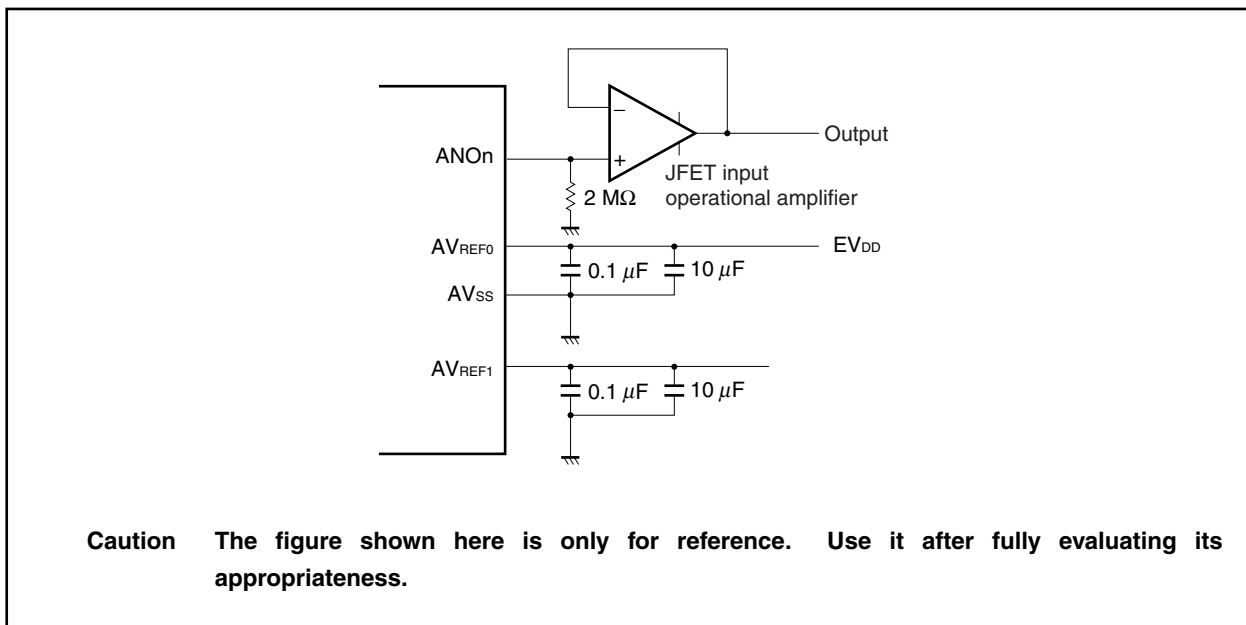 −
ANOn
+
Output
JFET input
operational amplifier
2 MΩ
AVREF0
EVDD
0.1 μF
10 μF
AVSS
AVREF1
0.1 μF
10 μF
Caution The figure shown here is only for reference. Use it after fully evaluating its
appropriateness.